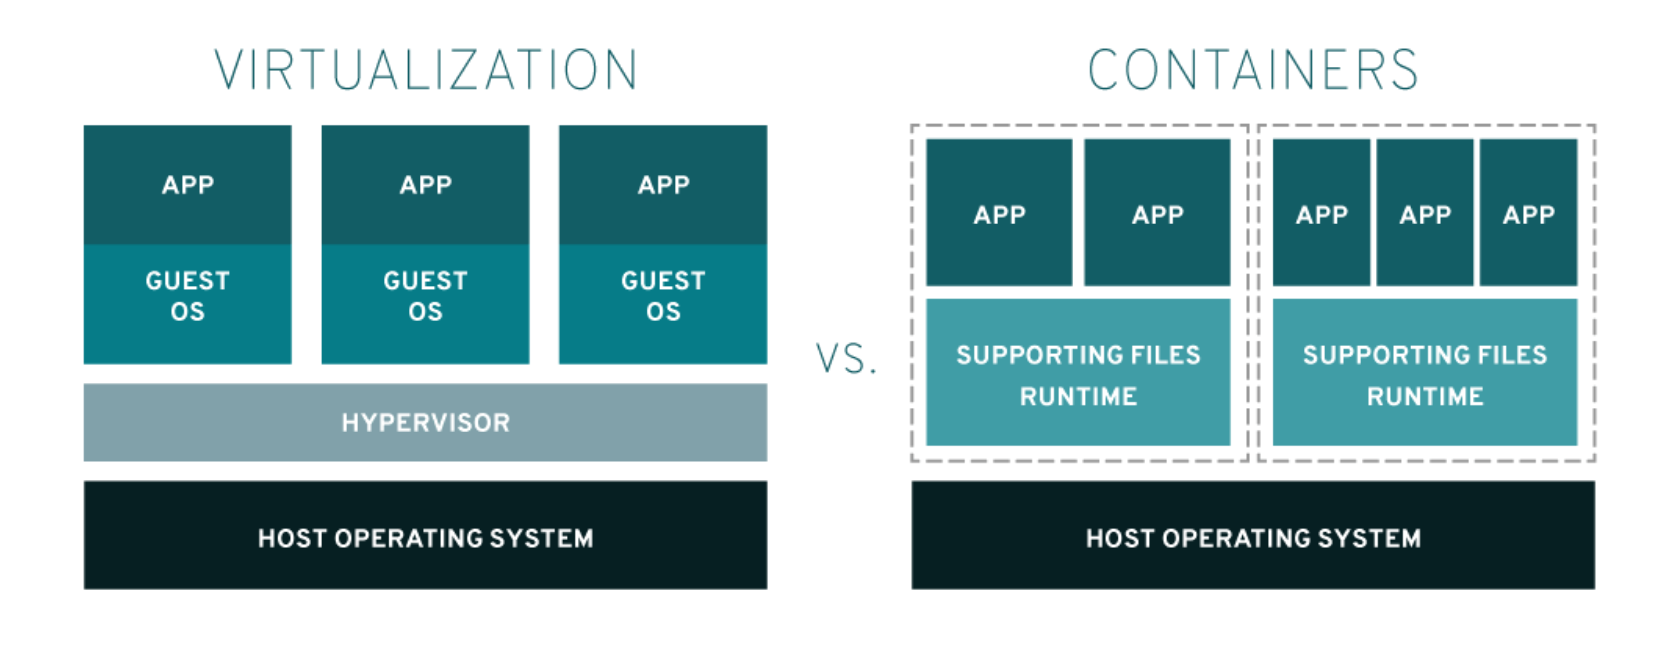 VIRTUALIZATION
APP
APP
APP
GUEST
OS
GUEST
OS
GUEST
OS
HYPERVISOR
HOST OPERATING SYSTEM
VS.
CONTAINERS
APP
APP
APP
APP
APP
SUPPORTING FILES
RUNTIME
SUPPORTING FILES
RUNTIME
HOST OPERATING SYSTEM